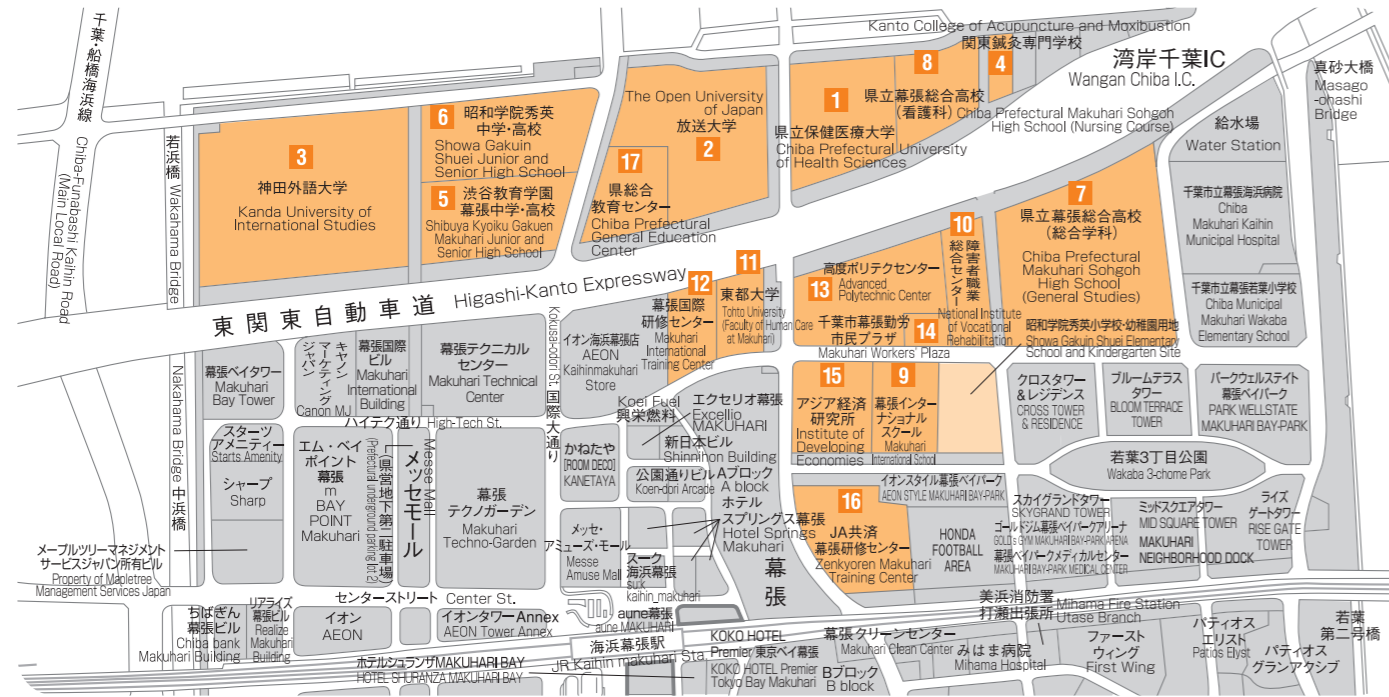 千葉・船橋海浜線
Chiba-Funabashi Kaihin Road
(Main Local Road)
若浜橋 Wakahama Bridge
Nakahama Bridge 中浜橋
3
神田外語大学
Kanda University of
International Studies
6
昭和学院秀英
中学・高校
Showa Gakuin
Shuei Junior and
Senior High School
5
渋谷教育学園
幕張中学・高校
Shibuya Kyoiku Gakuen
Makuhari Junior and
Senior High School
The Open University
of Japan
放送大学
2
17
県総合
教育センター
Chiba Prefectural
General Education
Center
1
県立保健医療大学
Chiba Prefectural University
of Health Sciences
Kanto College of Acupuncture and Moxibustion
関東鍼灸専門学校
4
8
県立幕張総合高校
(看護科)
Chiba Prefectural Makuhari Sohgoh
High School (Nursing Course)
湾岸千葉IC
Wangan Chiba I.C.
真砂大橋
Masago
-ohashi
Bridge
給水場
Water Station
千葉市立幕張海浜病院
Chiba
Makuhari Kaihin
Municipal Hospital
千葉市立幕張若葉小学校
Chiba Municipal
Makuhari Wakaba
Elementary School
7
県立幕張総合高校
(総合学科)
Chiba Prefectural
Makuhari Sohgoh
High School
(General Studies)
10
障害者職業
総合センター
National Institute
of Vocational
Rehabilitation
昭和学院秀英小学校・幼稚園用地
Showa Gakuin Shuei Elementary
School and Kindergarten Site
東関東自動車道 Higashi-Kanto Expressway
11
東都大学
Tohto University
(Faculty of Human Care
at Makuhari)
12
幕張国際
研修センター
Makuhari
International
Training Center
高度ポリテクセンター
13
Advanced
Polytechnic Center
千葉市幕張勤労
市民プラザ
14
Makuhari Workers' Plaza
15
アジア経済
研究所
Institute of
Developing
Economies
9
幕張インター
ナショナル
スクール
Makuhari
International School
クロスタワー
&レジデンス
CROSS TOWER
& RESIDENCE
ブルームテラス
タワー
BLOOM TERRACE
TOWER
パークウェルステイト
幕張ベイパーク
PARK WELLSTATE
MAKUHARI BAY-PARK
若葉3丁目公園
Wakaba 3-chome Park
幕張ベイタワー
Makuhari
Bay Tower
キヤノン
マーケティング
ジャパン
Canon MJ
幕張国際
ビル
Makuhari
International
Building
幕張テクニカル
センター
Makuhari Technical
Center
Kokusai-odori St. 国際大通り
イオン海浜幕張店
AEON
Kaihinmakuhari
Store
ハイテク通り High-Tech St.
Koei Fuel
興栄燃料
エクセリオ幕張
Excellio
MAKUHARI
新日本ビル
Shinnihon Building
スターツ
アメニティー
Starts Amenity
シャープ
Sharp
エム・ベイ
ポイント
幕張
m
BAY
POINT
Makuhari
(県営地下第二駐車場)
(Prefectural underground parking lot 2)
メッセモール
Messe Mall
幕張
テクノガーデン
Makuhari
Techno-Garden
かねたや
[ROOM DECO]
KANETAYA
公園通りビル
Koen-dori Arcade
Aブロック
A block
ホテル
スプリングス幕張
Hotel Springs
Makuhari
メッセ・
アミューズ・モール
Messe
Amuse Mall
スーク
海浜幕張
suk
kaihin_makuhari
幕張
16
JA共済
幕張研修センター
Zenkyoren Makuhari
Training Center
イオンスタイル幕張ベイパーク
AEON STYLE MAKUHARI BAY-PARK
HONDA
FOOTBALL
AREA
スカイグランドタワー
SKYGRAND TOWER
ゴールドジム幕張ベイパークアリーナ
GOLD's GYM MAKUHARI BAY-PARK ARENA
幕張ベイパークメディカルセンター
MAKUHARI BAY-PARK MEDICAL CENTER
ミッドスクエアタワー
MID SQUARE TOWER
MAKUHARI
NEIGHBORHOOD DOCK
ライズ
ゲートタワー
RISE GATE
TOWER
メープルツリーマネジメント
サービスジャパン所有ビル
Property of Mapletree
Management Services Japan
センターストリート Center St.
ちばぎん
幕張ビル
Chiba bank
Makuhari Building
リアライズ
幕張ビル
Realize
Makuhari
Building
イオン
AEON
イオンタワーAnnex
AEON Tower Annex
aune幕張
aune MAKUHARI
海浜幕張駅
JR Kaihin makuhari Sta.
ホテルシュランザMAKUHARI BAY
HOTEL SHURANZA MAKUHARI BAY
KOKO HOTEL
Premier 東京ベイ幕張
KOKO HOTEL Premier
Tokyo Bay Makuhari
幕張クリーンセンター
Makuhari Clean Center
Bブロック
B block
美浜消防署
打瀬出張所
Mihama Fire Station
Utase Branch
みはま病院
Mihama Hospital
ファースト
ウィング
First Wing
パティオス
エリスト
Patios Elyst
パティオス
グランアクシブ
若葉
第二号橋